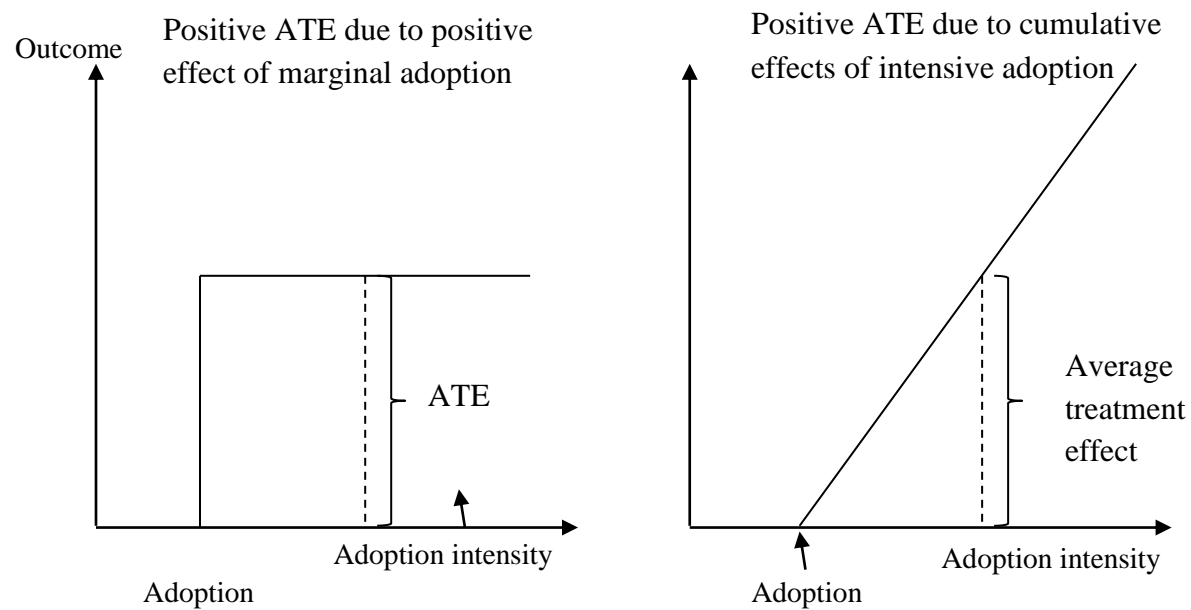 Outcome
Positive ATE due to positive
effect of marginal adoption
ATE
Adoption intensity
Adoption
Positive ATE due to cumulative
effects of intensive adoption
Average
treatment
effect
Adoption intensity
Adoption